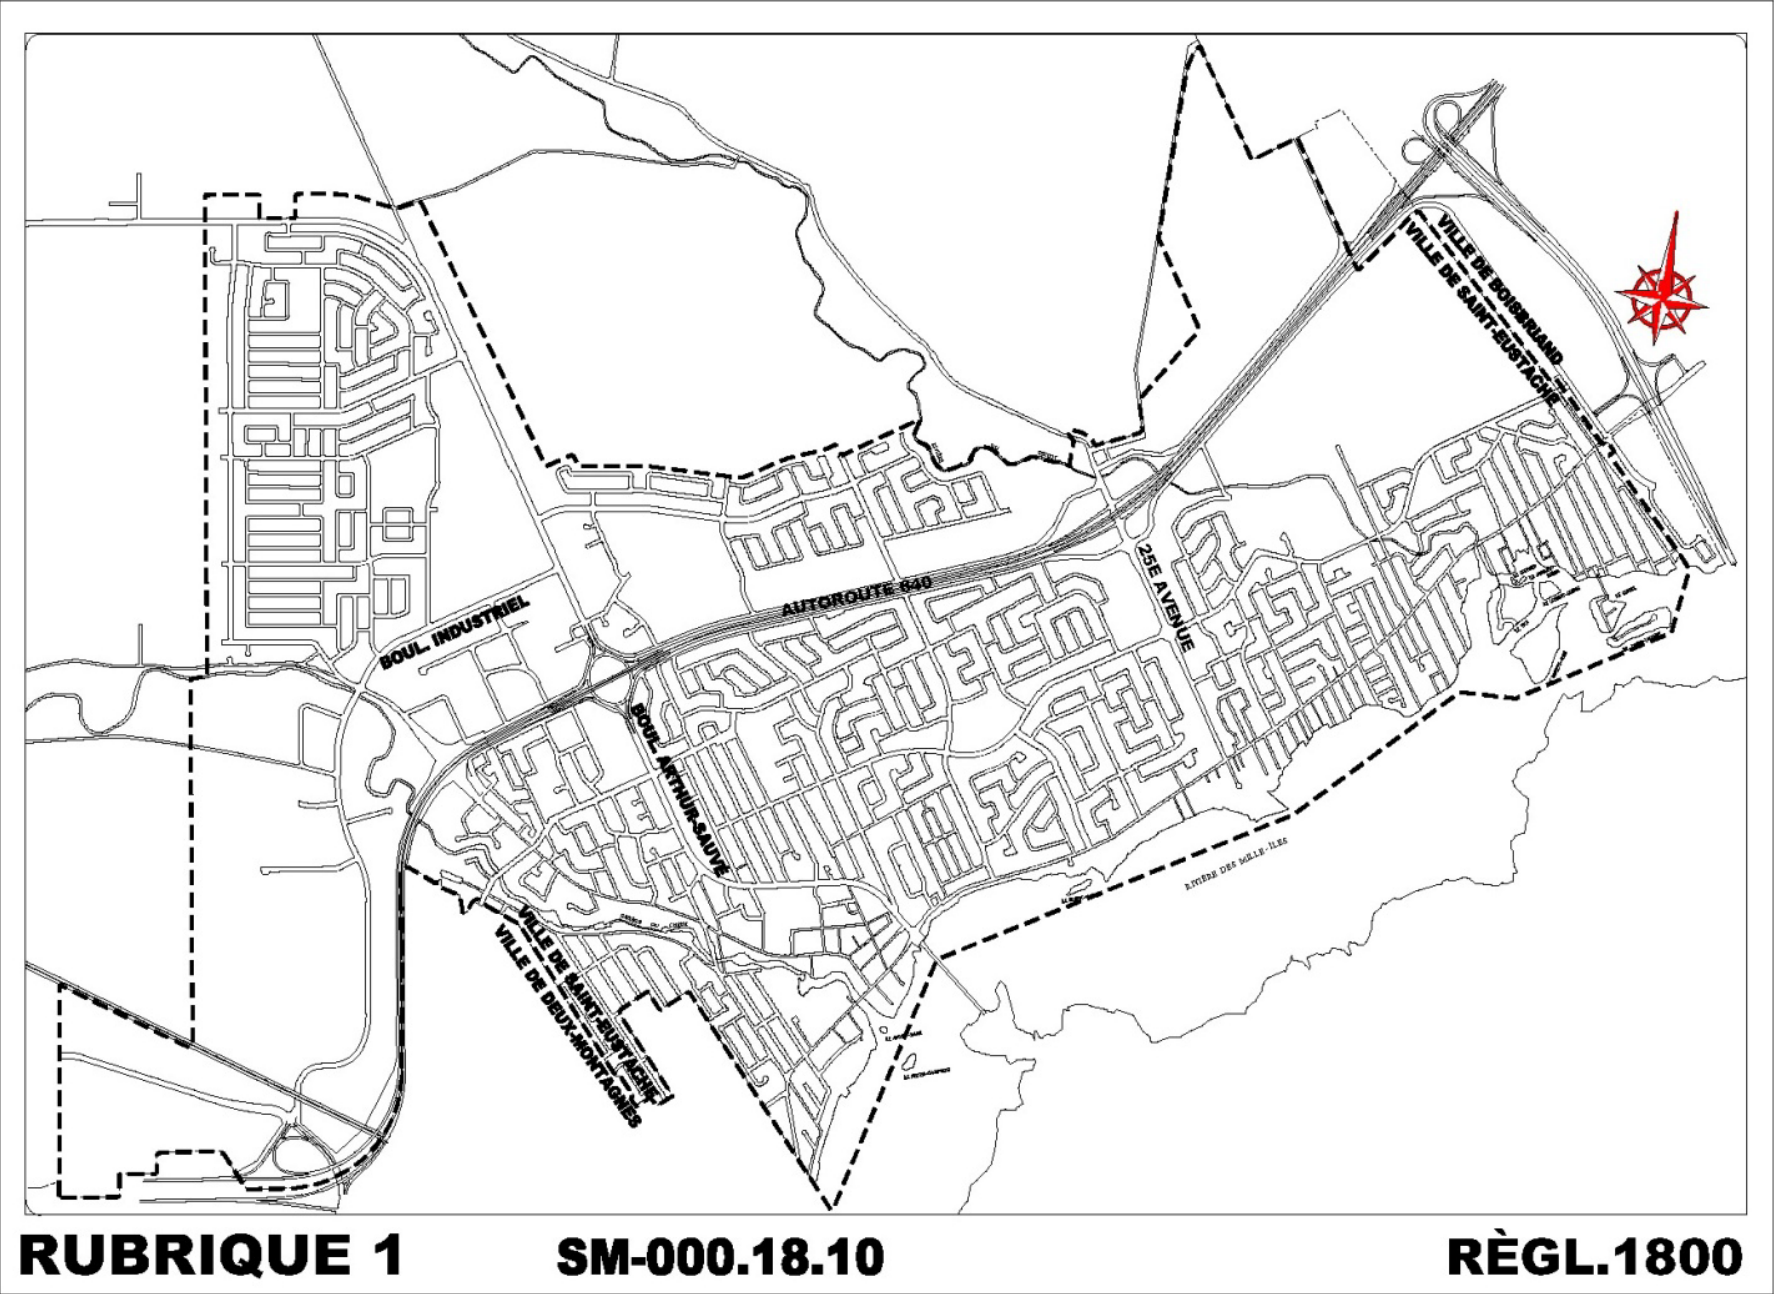 VILLE DE BOISBRIAND
VILLE DE SAINT-EUSTACHE
25E AVENUE
AUTOROUTE 640
BOUL. INDUSTRIEL
BOUL. ARTHUR-SAUVÉ
RIVIÈRE DES MILLE-ÎLES
VILLE DE SAINT-EUSTACHE
VILLE DE DEUX-MONTAGNES
RUBRIQUE 1
SM-000.18.10
RÈGL.1800